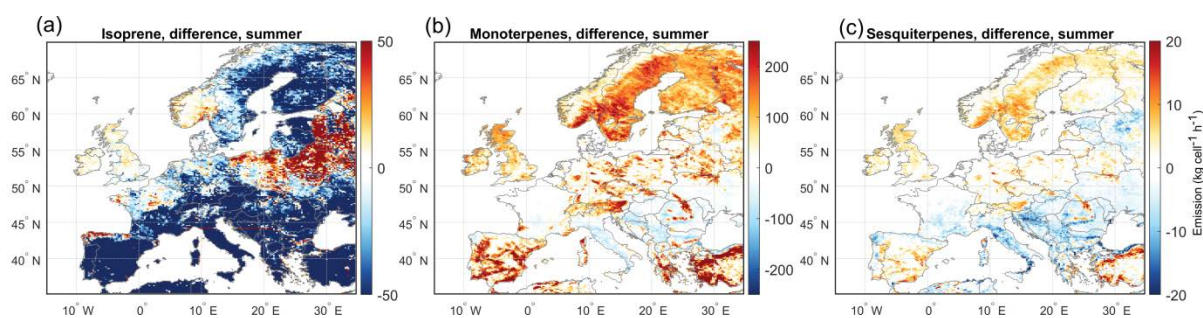 (a) Isoprene, difference, summer
65° N
60° N
55° N
50° N
45° N
40° N
10° W 0° 10° E 20° E 30° E
50
0
-50
(b) Monoterpenes, difference, summer
65° N
60° N
55° N
50° N
45° N
40° N
10° W 0° 10° E 20° E 30° E
200
100
0
-100
-200
(c) Sesquiterpenes, difference, summer
65° N
60° N
55° N
50° N
45° N
40° N
10° W 0° 10° E 20° E 30° E
20
10
0
-10
-20
Emission (kg cell⁻¹ h⁻¹)